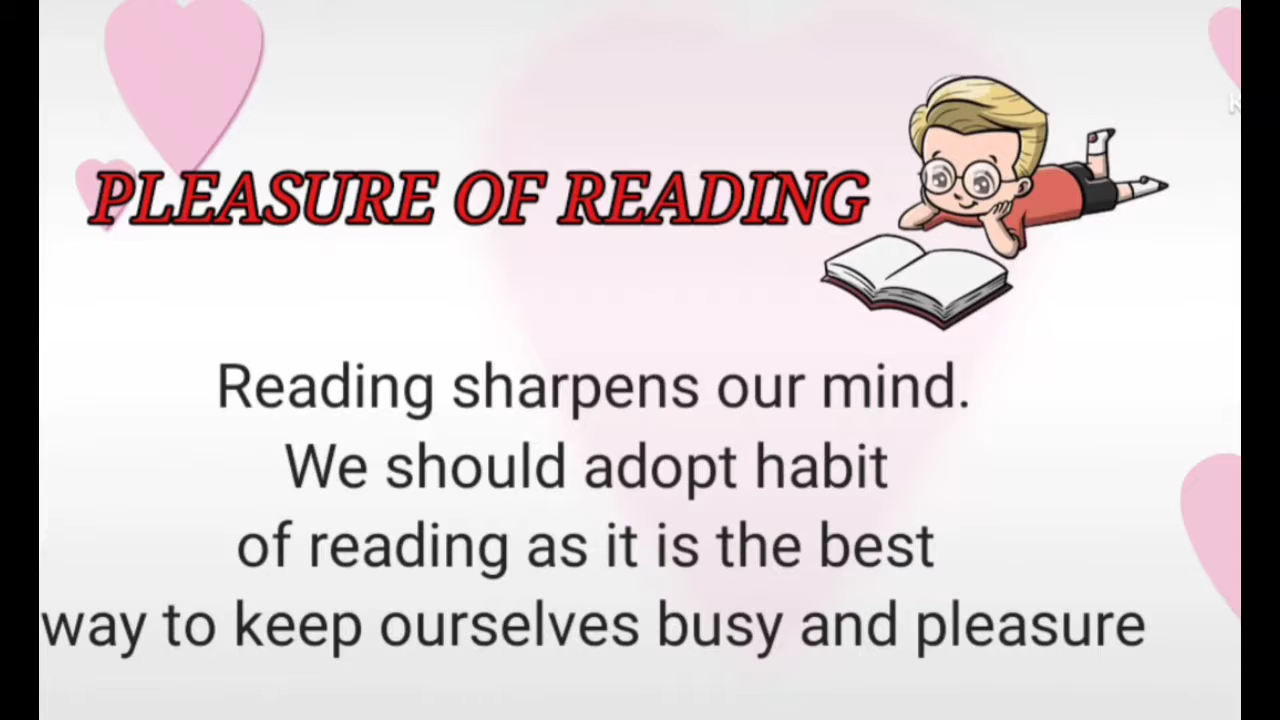 PLEASURE OF READING
Reading sharpens our mind.
We should adopt habit
of reading as it is the best
way to keep ourselves busy and pleasure